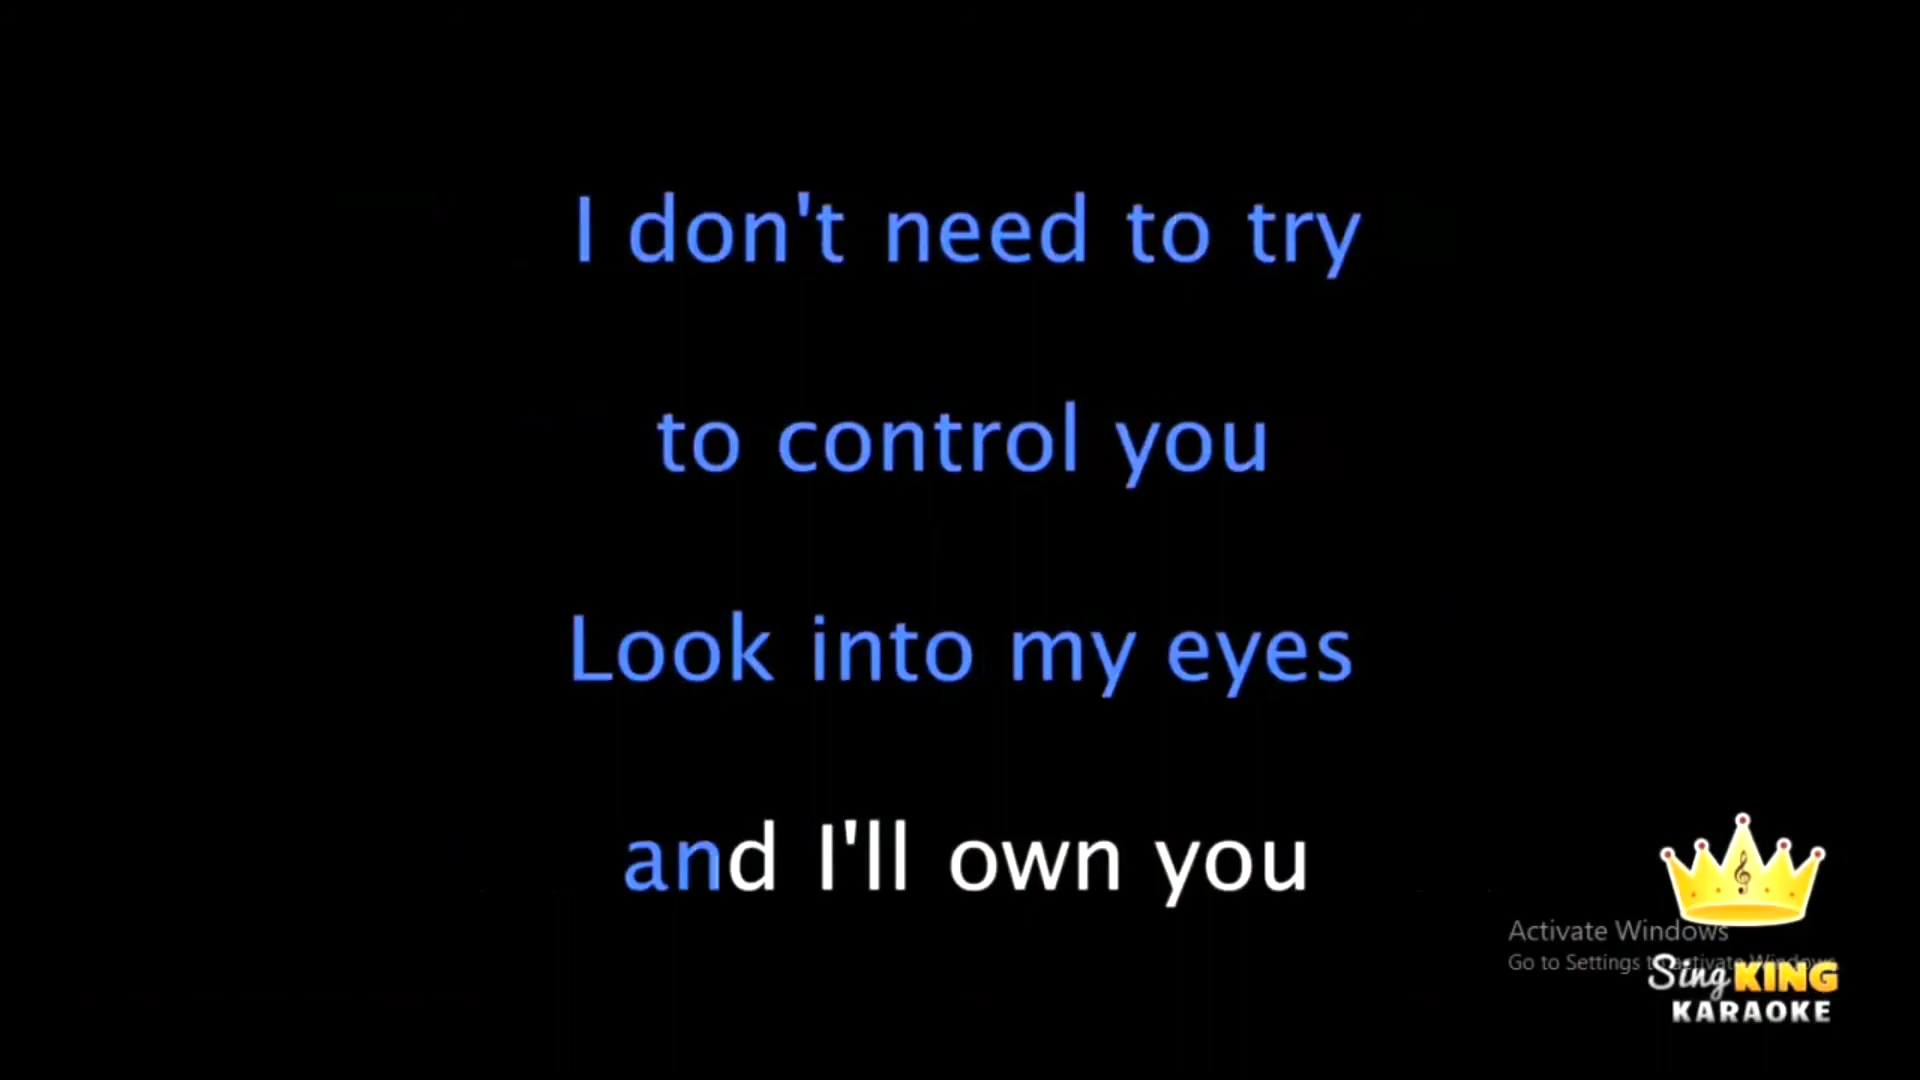 I don't need to try
to control you
Look into my eyes
and I'll own you
Activate Windows
Go to Settings to activate Windows
Sing KING
KARAOKE